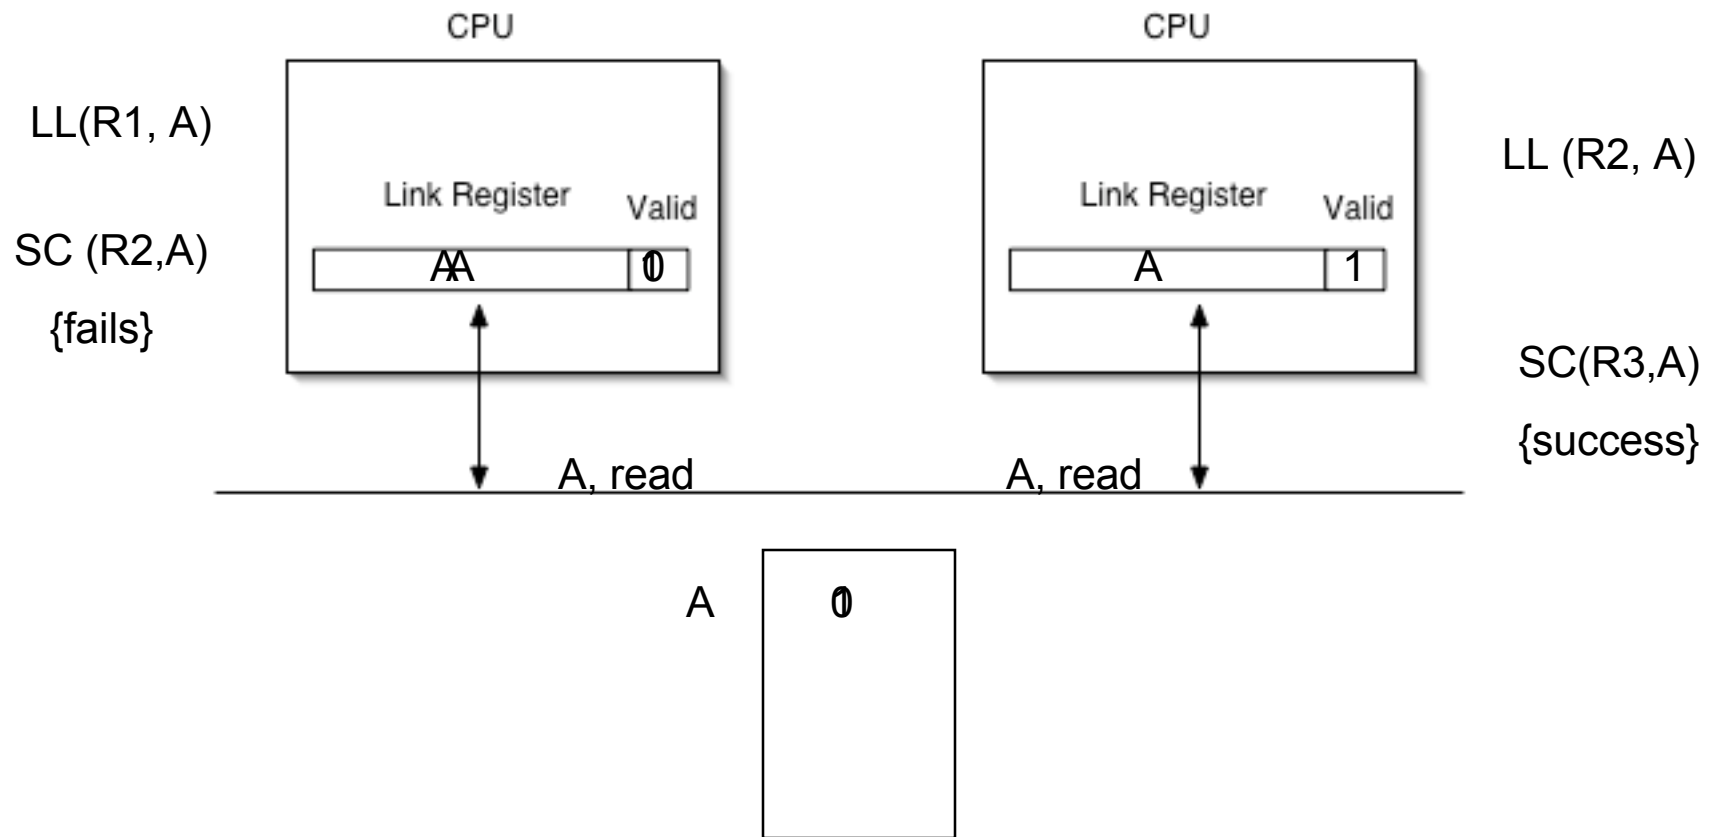 CPU
CPU
LL(R1, A)
LL (R2, A)
Link Register
Valid
Link Register
Valid
SC (R2,A)
A
1
{fails}
SC(R3,A)
{success}
A, read
A, read
A